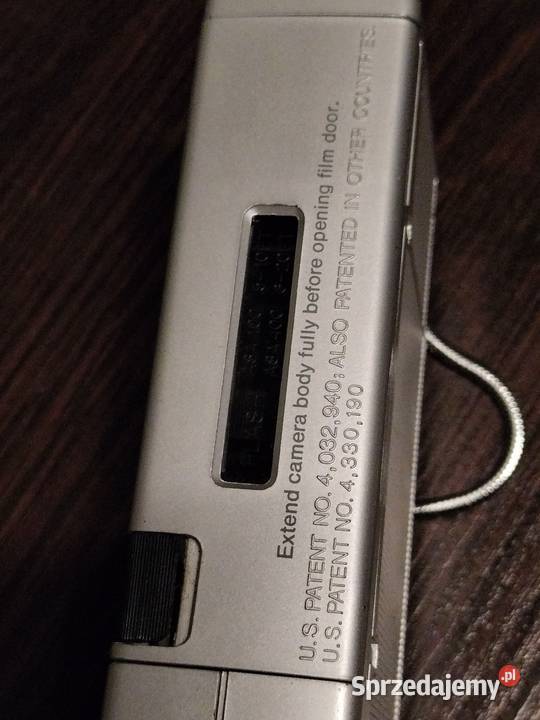 FLASH
Extend camera body fully before opening film door.
U.S. PATENT NO. 4,032,940; ALSO PATENTED IN OTHER COUNTRIES.
U.S. PATENT NO. 4,330,190
Sprzedajemy.pl